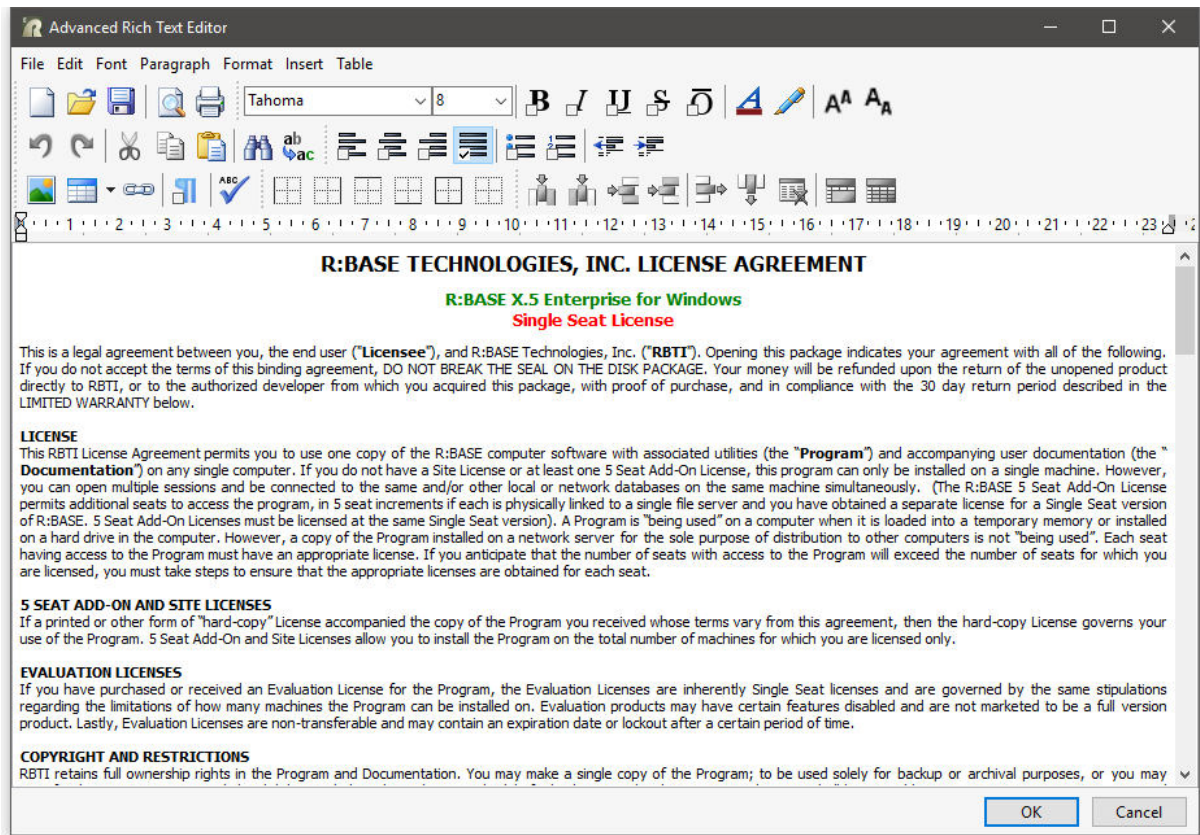 Advanced Rich Text Editor
File Edit Font Paragraph Format Insert Table
Tahoma 8 B I U S O A A A A A
ab ac
ABC
1 2 3 4 5 6 7 8 9 10 11 12 13 14 15 16 17 18 19 20 21 22 23
R:BASE TECHNOLOGIES, INC. LICENSE AGREEMENT
R:BASE X.5 Enterprise for Windows
Single Seat License
This is a legal agreement between you, the end user ("Licensee"), and R:BASE Technologies, Inc. ("RBTI"). Opening this package indicates your agreement with all of the following.
If you do not accept the terms of this binding agreement, DO NOT BREAK THE SEAL ON THE DISK PACKAGE. Your money will be refunded upon the return of the unopened product
directly to RBTI, or to the authorized developer from which you acquired this package, with proof of purchase, and in compliance with the 30 day return period described in the
LIMITED WARRANTY below.
LICENSE
This RBTI License Agreement permits you to use one copy of the R:BASE computer software with associated utilities (the “Program”) and accompanying user documentation (the “
Documentation”) on any single computer. If you do not have a Site License or at least one 5 Seat Add-On License, this program can only be installed on a single machine. However,
you can open multiple sessions and be connected to the same and/or other local or network databases on the same machine simultaneously. (The R:BASE 5 Seat Add-On License
permits additional seats to access the program, in 5 seat increments if each is physically linked to a single file server and you have obtained a separate license for a Single Seat version
of R:BASE. 5 Seat Add-On Licenses must be licensed at the same Single Seat version). A Program is “being used” on a computer when it is loaded into a temporary memory or installed
on a hard drive in the computer. However, a copy of the Program installed on a network server for the sole purpose of distribution to other computers is not “being used”. Each seat
having access to the Program must have an appropriate license. If you anticipate that the number of seats with access to the Program will exceed the number of seats for which you
are licensed, you must take steps to ensure that the appropriate licenses are obtained for each seat.
5 SEAT ADD-ON AND SITE LICENSES
If a printed or other form of “hard-copy” License accompanied the copy of the Program you received whose terms vary from this agreement, then the hard-copy License governs your
use of the Program. 5 Seat Add-On and Site Licenses allow you to install the Program on the total number of machines for which you are licensed only.
EVALUATION LICENSES
If you have purchased or received an Evaluation License for the Program, the Evaluation Licenses are inherently Single Seat licenses and are governed by the same stipulations
regarding the limitations of how many machines the Program can be installed on. Evaluation products may have certain features disabled and are not marketed to be a full version
product. Lastly, Evaluation Licenses are non-transferable and may contain an expiration date or lockout after a certain period of time.
COPYRIGHT AND RESTRICTIONS
RBTI retains full ownership rights in the Program and Documentation. You may make a single copy of the Program; to be used solely for backup or archival purposes, or you may
OK Cancel